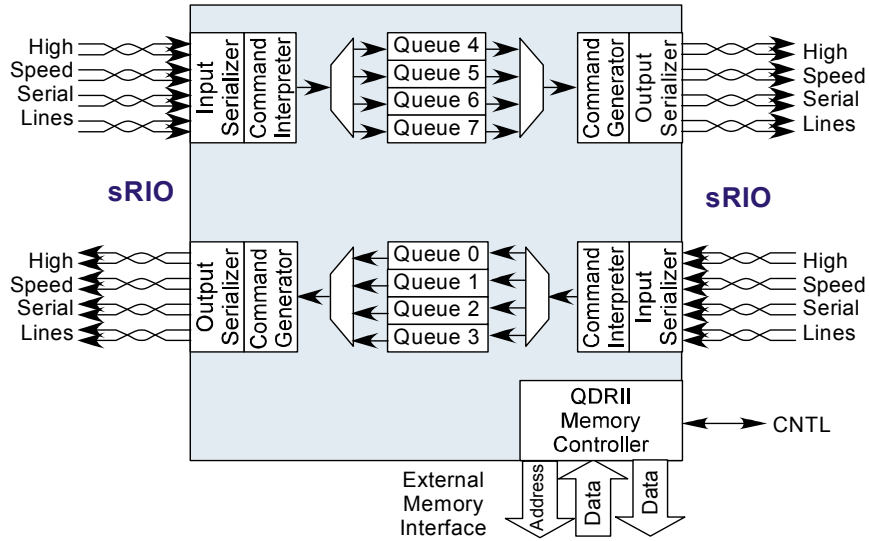 High
Speed
Serial
Lines
Input
Serializer
Command
Interpreter
Queue 4
Queue 5
Queue 6
Queue 7
Command
Generator
Output
Serializer
High
Speed
Serial
Lines
sRIO
sRIO
High
Speed
Serial
Lines
Output
Serializer
Command
Generator
Queue 0
Queue 1
Queue 2
Queue 3
Command
Interpreter
Input
Serializer
High
Speed
Serial
Lines
QDRII
Memory
Controller
CNTL
External
Memory
Interface
Address
Data
Data